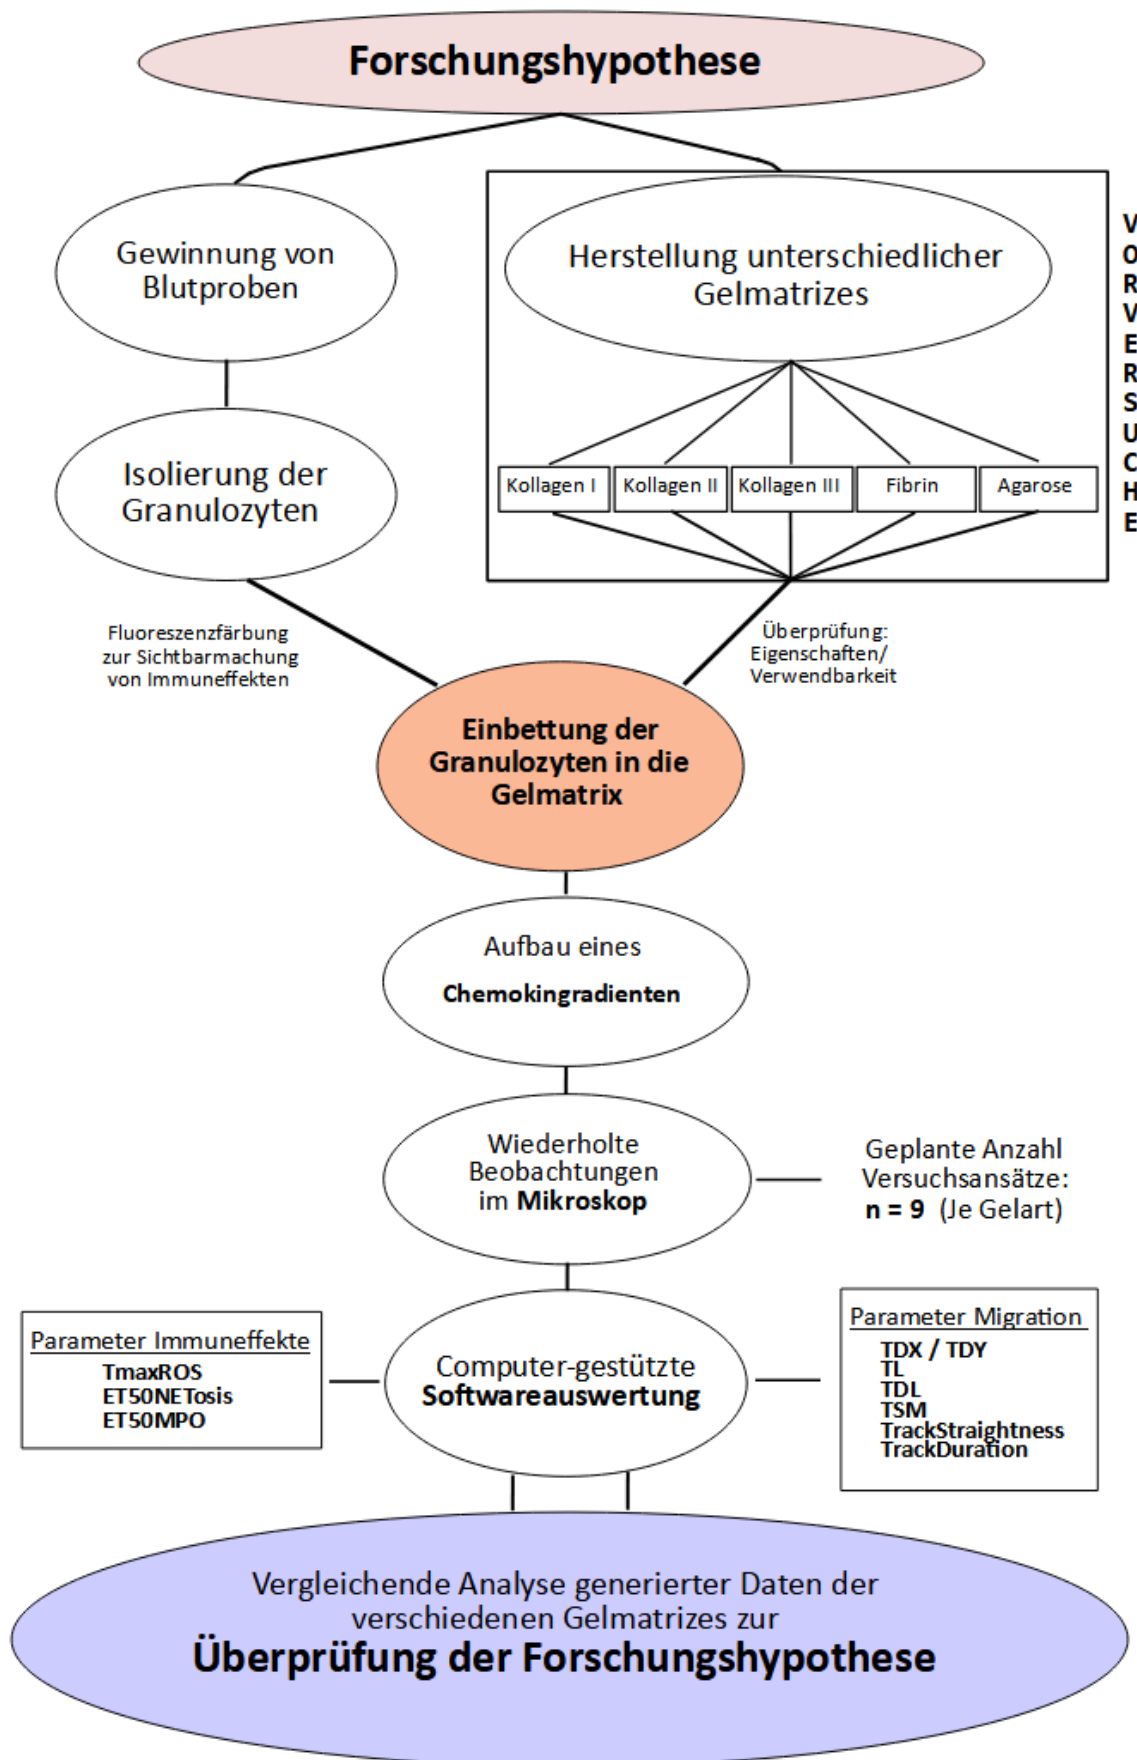 Forschungshypothese
Gewinnung von
Blutproben
Herstellung unterschiedlicher
Gelmatrizes
V
O
R
V
E
R
S
U
C
H
E
Isolierung der
Granulozyten
Kollagen I
Kollagen II
Kollagen III
Fibrin
Agarose
Fluoreszenzfärbung
zur Sichtbarmachung
von Immuneffekten
Überprüfung:
Eigenschaften/
Verwendbarkeit
Einbettung der
Granulozyten in die
Gelmatrix
Aufbau eines
Chemokingradienten
Wiederholte
Beobachtungen
im Mikroskop
Geplante Anzahl
Versuchsansätze:
n = 9 (Je Gelart)
Parameter Immuneffekte
TmaxROS
ET50NETosis
ET50MPO
Computer-gestützte
Softwareauswertung
Parameter Migration
TDX / TDY
TL
TDL
TSM
TrackStraightness
TrackDuration
Vergleichende Analyse generierter Daten der
verschiedenen Gelmatrizes zur
Überprüfung der Forschungshypothese